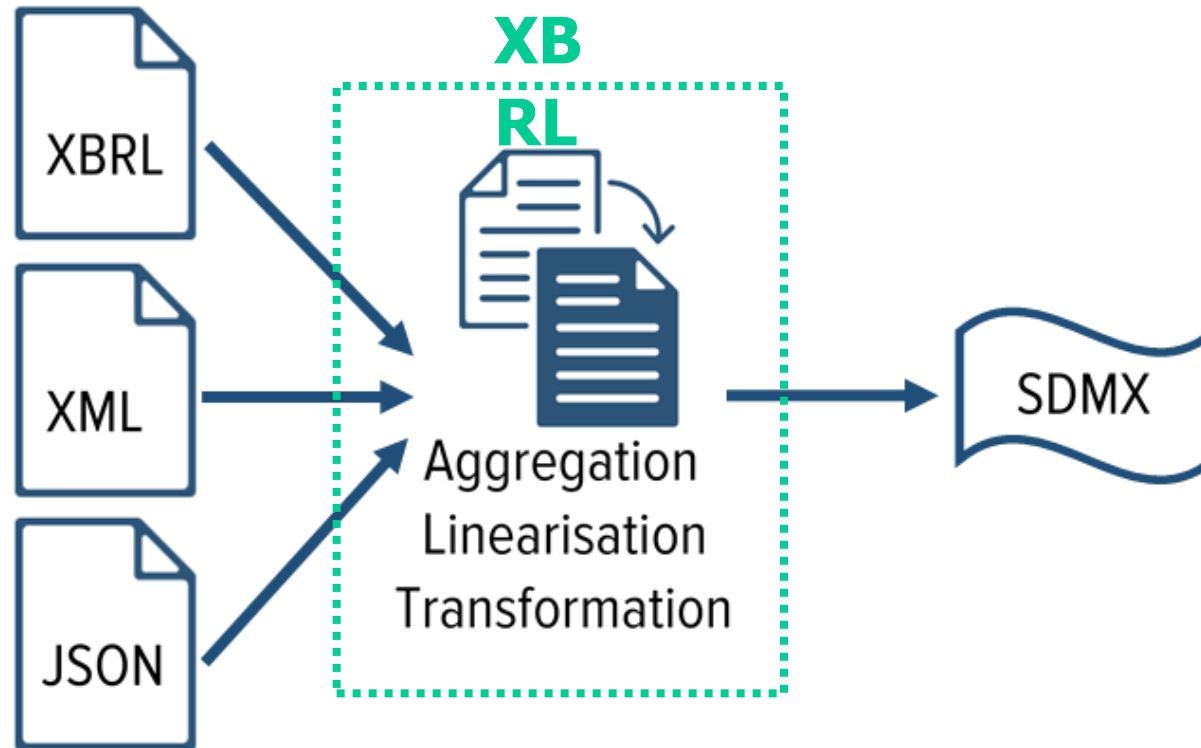 XB
RL
XBRL
XML
JSON
Aggregation
Linearisation
Transformation
SDMX